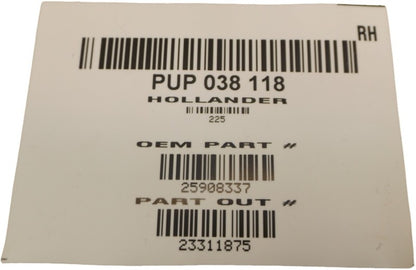 RH
PUP 038 118
HOLLANDER
225
OEM PART #
25908337
PART OUT #
23311875